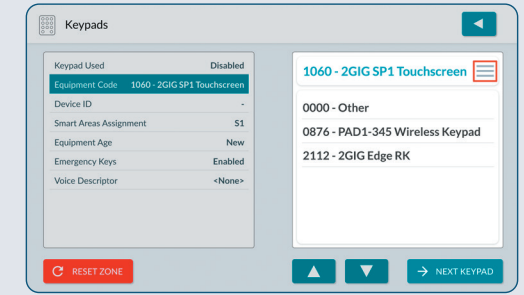 Keypads
Keypad Used Disabled
Equipment Code 1060 - 2GIG SP1 Touchscreen
Device ID -
Smart Areas Assignment S1
Equipment Age New
Emergency Keys Enabled
Voice Descriptor <None>
1060 - 2GIG SP1 Touchscreen
0000 - Other
0876 - PAD1-345 Wireless Keypad
2112 - 2GIG Edge RK
RESET ZONE
NEXT KEYPAD